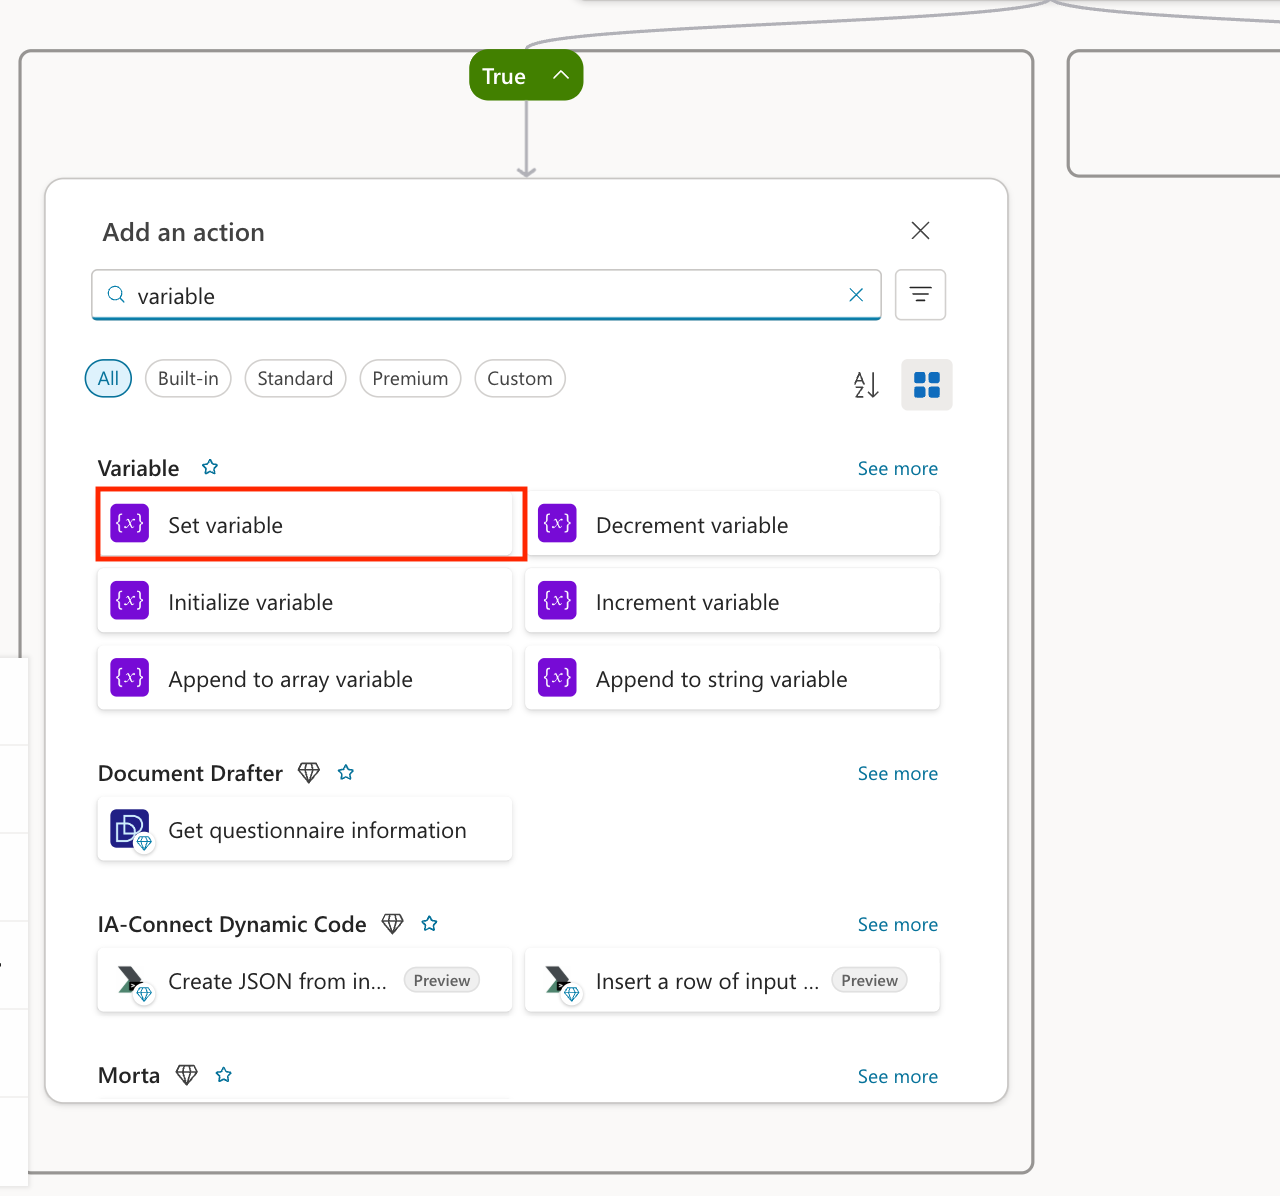 True
Add an action
variable
All Built-in Standard Premium Custom
A
Z
Variable See more
{x} Set variable {x} Decrement variable
{x} Initialize variable {x} Increment variable
{x} Append to array variable {x} Append to string variable
Document Drafter See more
Get questionnaire information
IA-Connect Dynamic Code See more
Create JSON from in... Preview Insert a row of input ... Preview
Morta See more